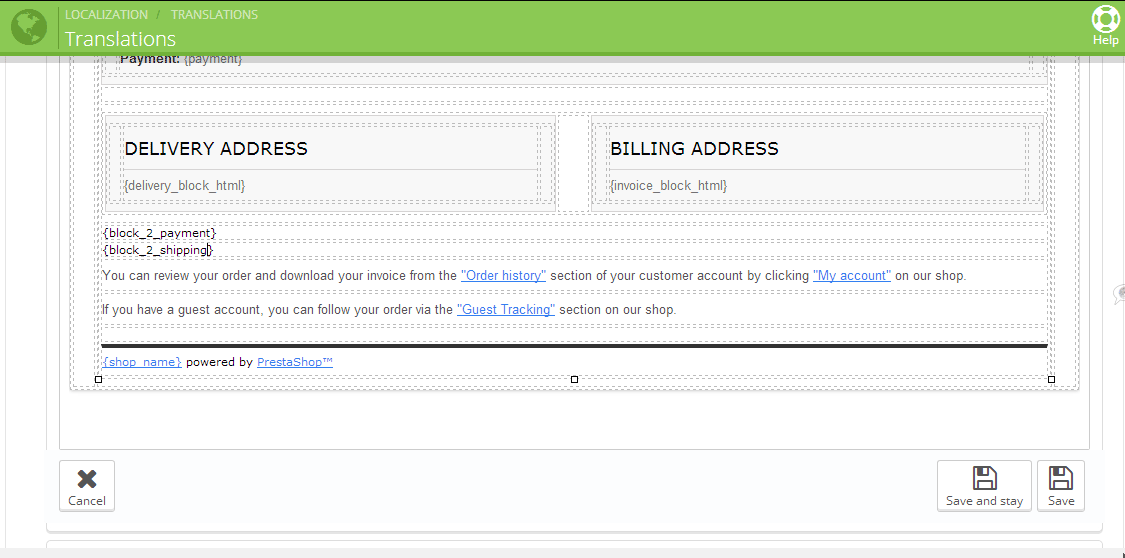 LOCALIZATION / TRANSLATIONS
Translations
Help
Payment: {payment}
DELIVERY ADDRESS
BILLING ADDRESS
{delivery_block_html}
{invoice_block_html}
{block_2_payment}
{block_2_shipping}
You can review your order and download your invoice from the "Order history" section of your customer account by clicking "My account" on our shop.
If you have a guest account, you can follow your order via the "Guest Tracking" section on our shop.
{shop_name} powered by PrestaShop™
Cancel
Save and stay
Save